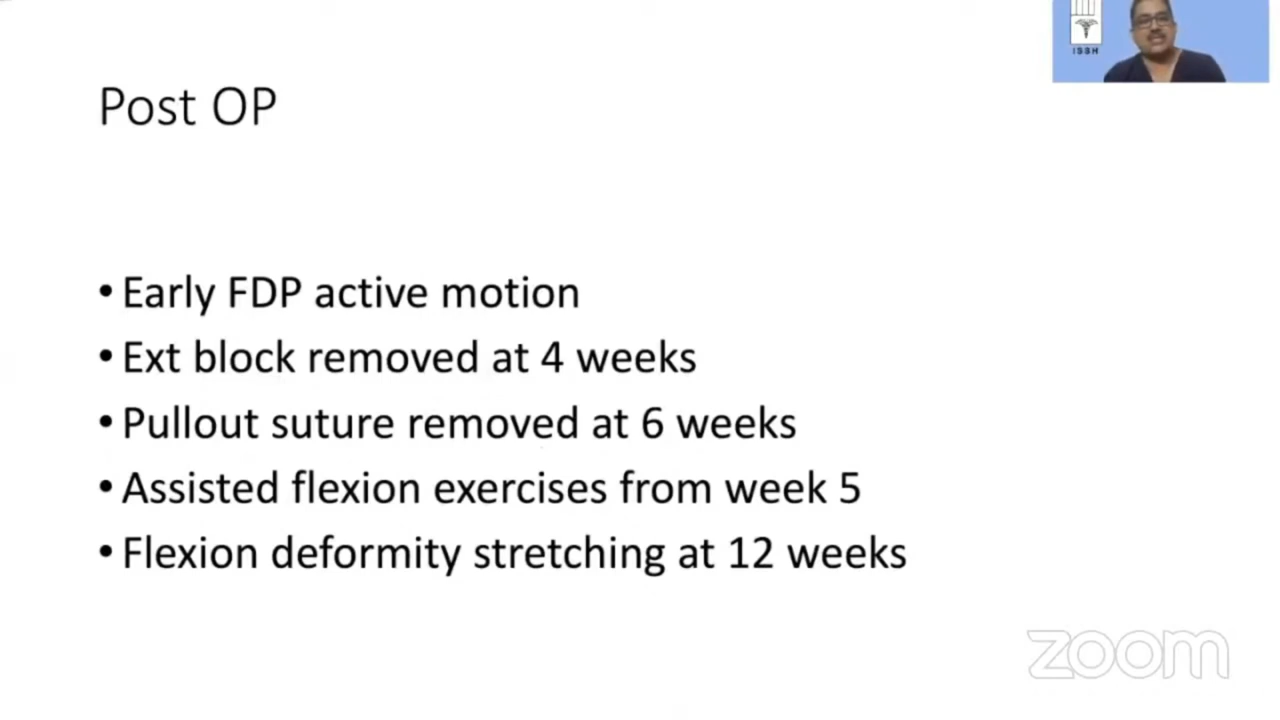 ISSH
Post OP
• Early FDP active motion
• Ext block removed at 4 weeks
• Pullout suture removed at 6 weeks
• Assisted flexion exercises from week 5
• Flexion deformity stretching at 12 weeks
zoom